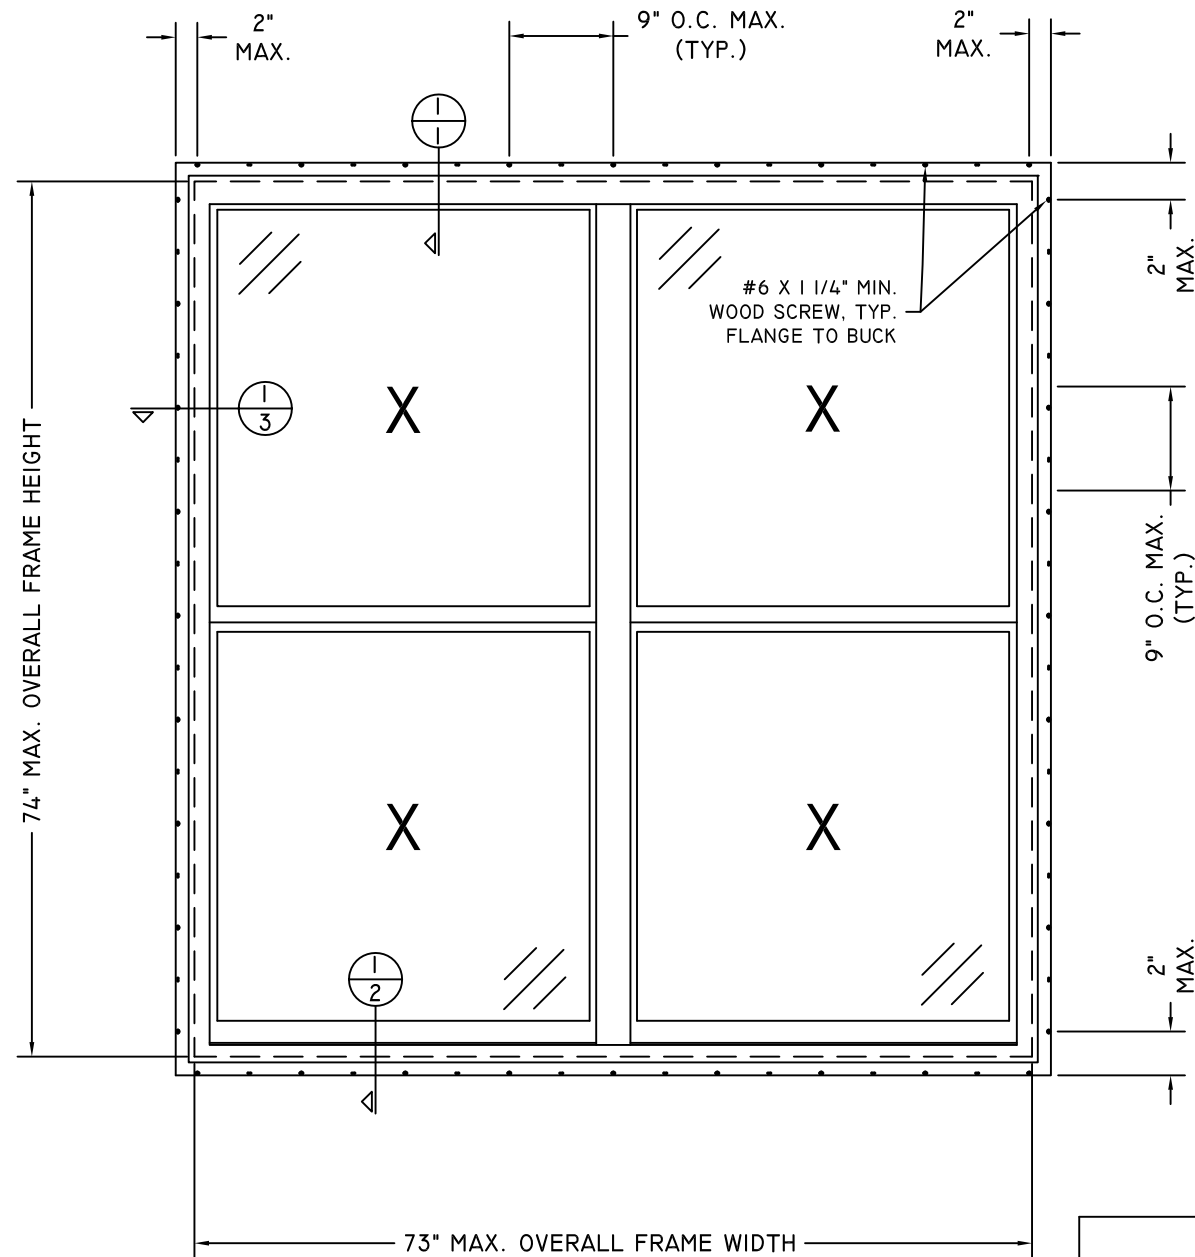 2"
MAX.
9" O.C. MAX.
(TYP.)
2"
MAX.
1
1
2"
MAX.
#6 X 1 1/4" MIN.
WOOD SCREW, TYP.
FLANGE TO BUCK
X
X
1
3
74" MAX. OVERALL FRAME HEIGHT
9" O.C. MAX.
(TYP.)
X
X
1
2
2"
MAX.
73" MAX. OVERALL FRAME WIDTH